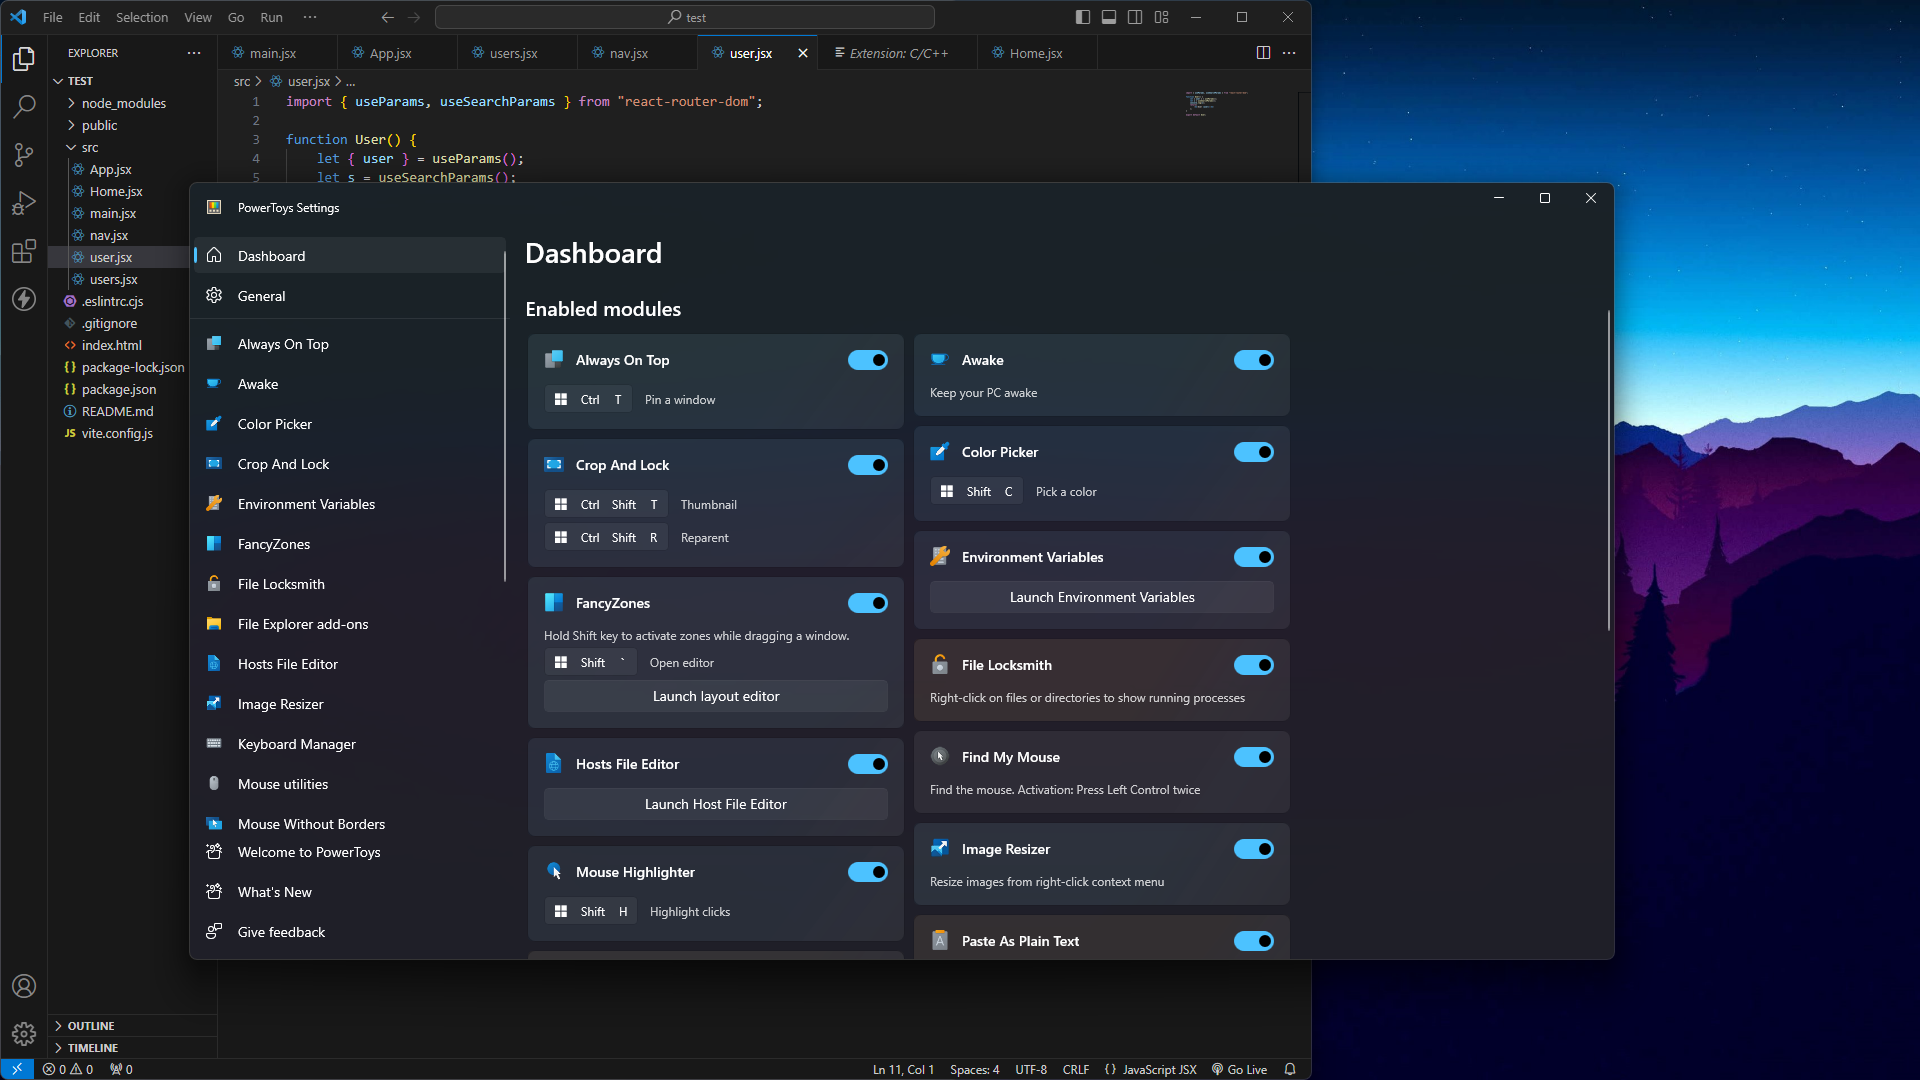 File Edit Selection View Go Run ··· test
EXPLORER
TEST
node_modules
public
src
App.jsx
Home.jsx
main.jsx
nav.jsx
user.jsx
users.jsx
.eslintrc.cjs
.gitignore
index.html
package-lock.json
package.json
README.md
vite.config.js
OUTLINE
TIMELINE
main.jsx App.jsx users.jsx nav.jsx user.jsx Extension: C/C++ Home.jsx
src > user.jsx > ...
1 import { useParams, useSearchParams } from "react-router-dom";
2
3 function User() {
4 let { user } = useParams();
5 let s = useSearchParams();
PowerToys Settings
Dashboard
General
Always On Top
Awake
Color Picker
Crop And Lock
Environment Variables
FancyZones
File Locksmith
File Explorer add-ons
Hosts File Editor
Image Resizer
Keyboard Manager
Mouse utilities
Mouse Without Borders
Welcome to PowerToys
What's New
Give feedback
Dashboard
Enabled modules
Always On Top
Ctrl T Pin a window
Crop And Lock
Ctrl Shift T Thumbnail
Ctrl Shift R Reparent
FancyZones
Hold Shift key to activate zones while dragging a window.
Shift ` Open editor
Launch layout editor
Hosts File Editor
Launch Host File Editor
Mouse Highlighter
Shift H Highlight clicks
Awake
Keep your PC awake
Color Picker
Shift C Pick a color
Environment Variables
Launch Environment Variables
File Locksmith
Right-click on files or directories to show running processes
Find My Mouse
Find the mouse. Activation: Press Left Control twice
Image Resizer
Resize images from right-click context menu
Paste As Plain Text
0 0 0 Ln 11, Col 1 Spaces: 4 UTF-8 CRLF {} JavaScript JSX Go Live